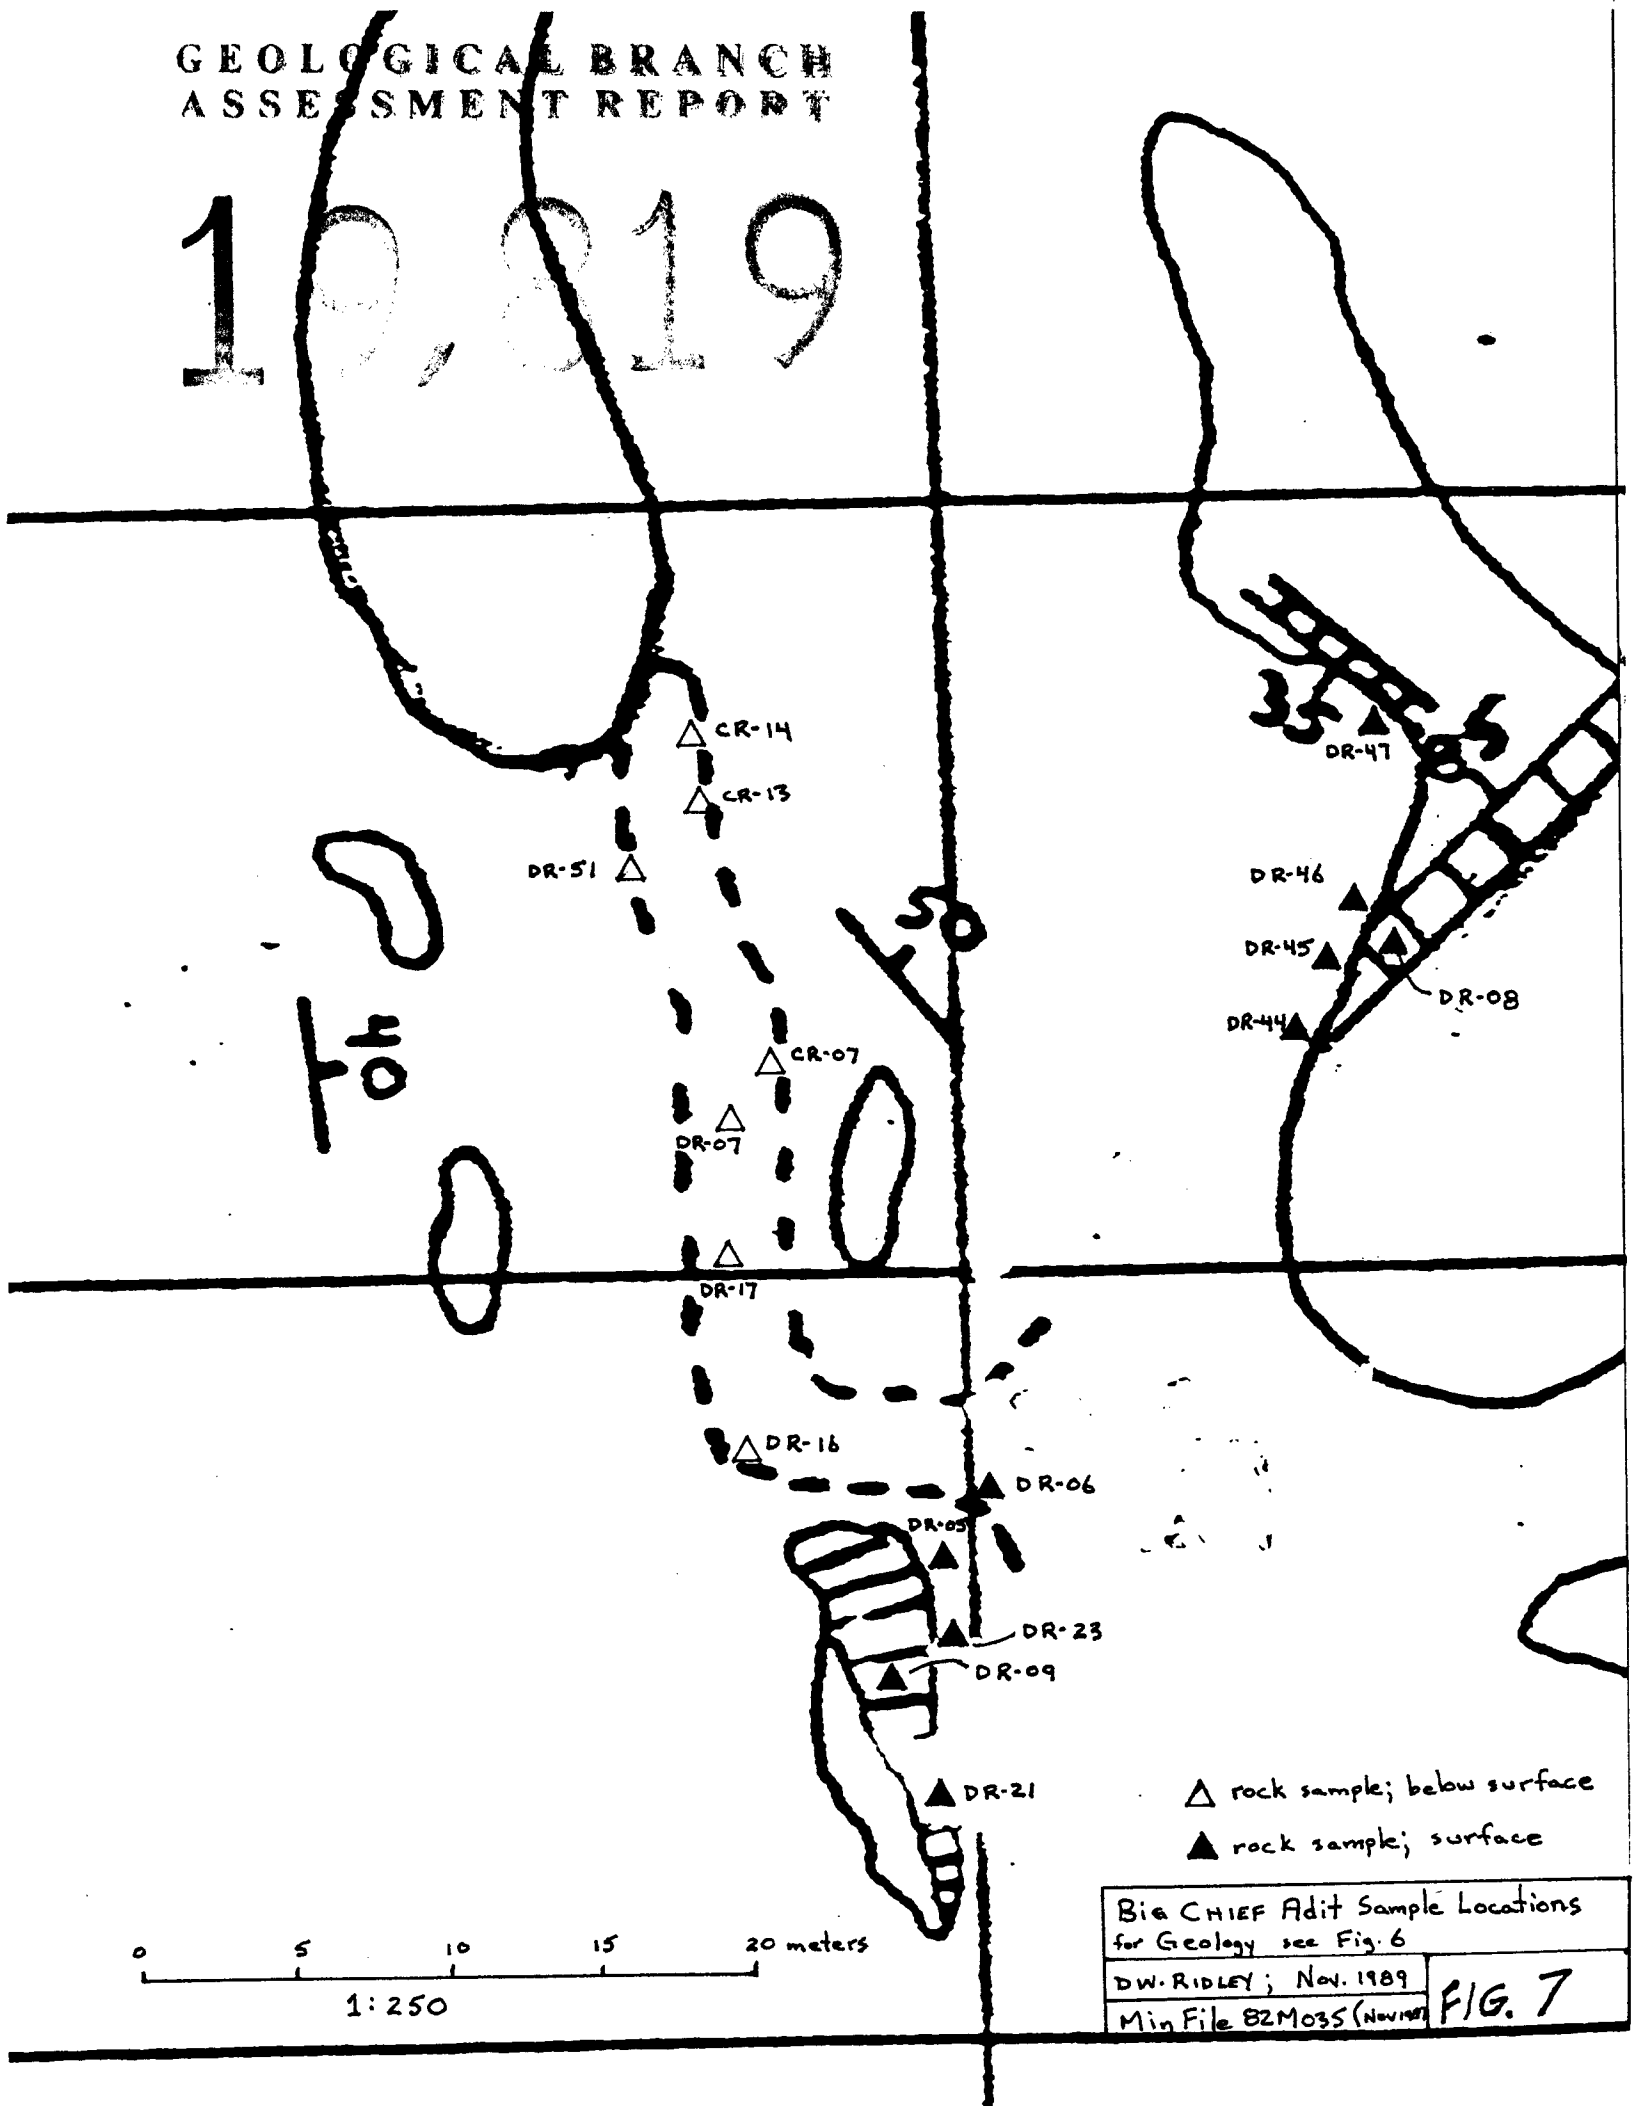 GEOLOGICAL BRANCH
ASSESSMENT REPORT
19,819
CR-14
CR-13
DR-51
50
40
CR-07
DR-07
DR-17
DR-16
DR-06
DR-05
DR-23
DR-09
DR-21
35
DR-47
85
DR-46
DR-45
DR-08
DR-44
rock sample; below surface
rock sample; surface
0 5 10 15 20 meters
1:250
BIG CHIEF Adit Sample Locations
for Geology see Fig. 6
DW. RIDLEY; Nov. 1989
Min File 82M035
FIG. 7